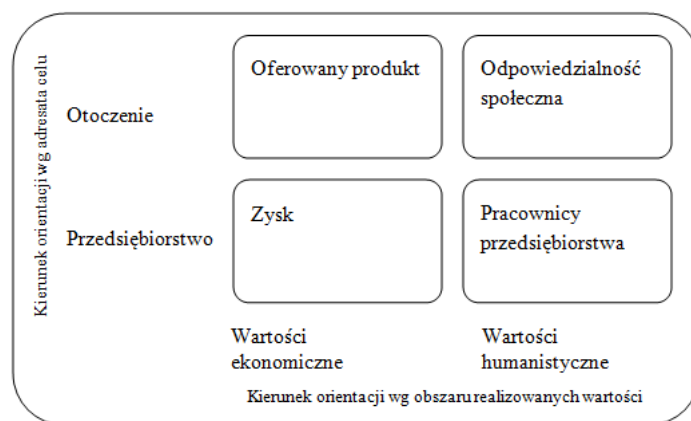 Kierunek orientacji wg adresata celu
Otoczenie
Oferowany produkt
Odpowiedzialność
społeczna
Przedsiębiorstwo
Zysk
Pracownicy
przedsiębiorstwa
Wartości
ekonomiczne
Wartości
humanistyczne
Kierunek orientacji wg obszaru realizowanych wartości